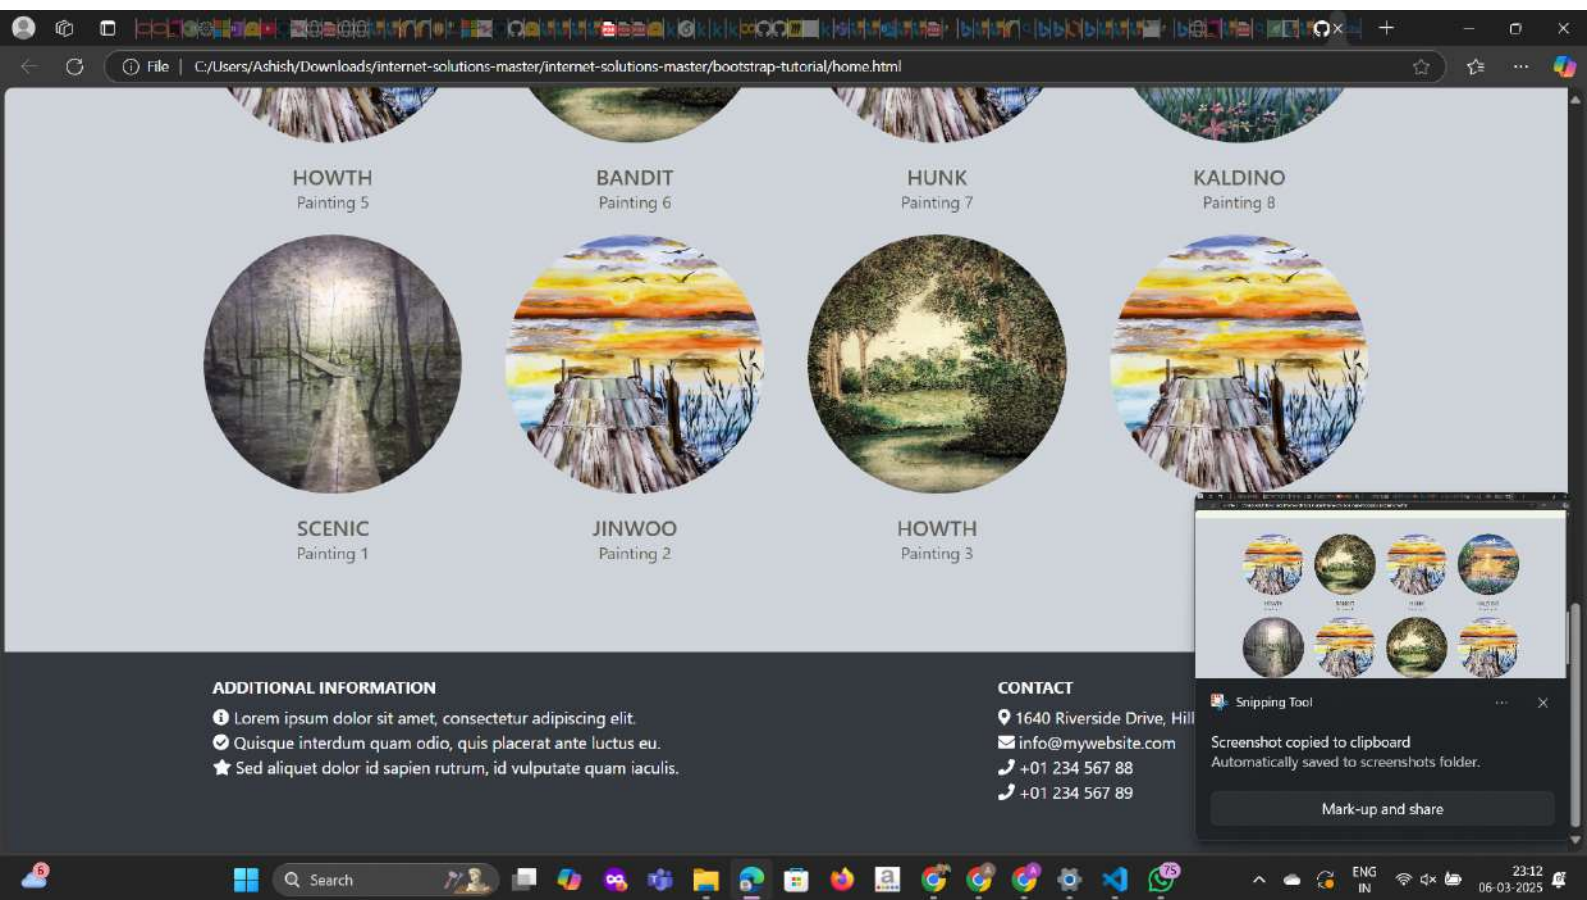 File | C:/Users/Ashish/Downloads/internet-solutions-master/internet-solutions-master/bootstrap-tutorial/home.html
HOWTH
Painting 5
BANDIT
Painting 6
HUNK
Painting 7
KALDINO
Painting 8
SCENIC
Painting 1
JINWOO
Painting 2
HOWTH
Painting 3
ADDITIONAL INFORMATION
Lorem ipsum dolor sit amet, consectetur adipiscing elit.
Quisque interdum quam odio, quis placerat ante luctus eu.
Sed aliquet dolor id sapien rutrum, id vulputate quam iaculis.
CONTACT
1640 Riverside Drive, Hill
info@mywebsite.com
+01 234 567 88
+01 234 567 89
Snipping Tool
Screenshot copied to clipboard
Automatically saved to screenshots folder.
Mark-up and share
6
Search
75
ENG
IN
23:12
06-03-2025